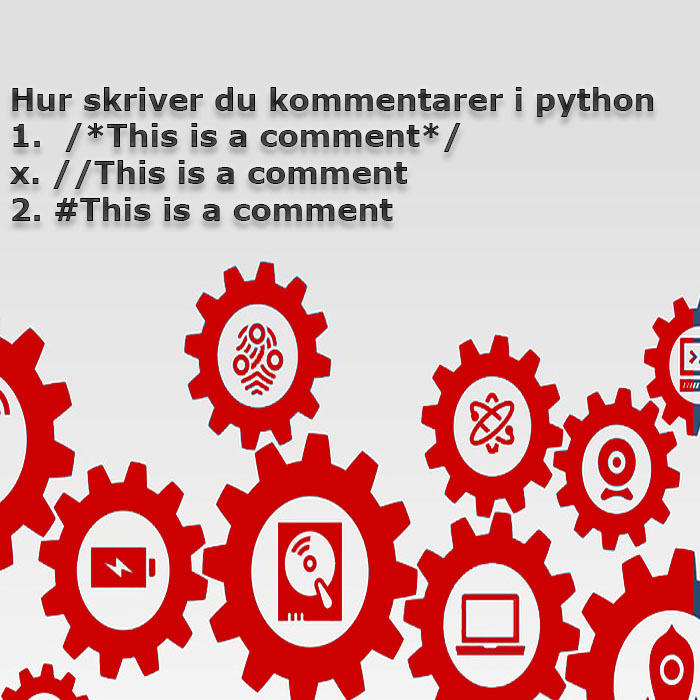 Hur skriver du kommentarer i python
1.  /*This is a comment*/
x. //This is a comment
2. #This is a comment